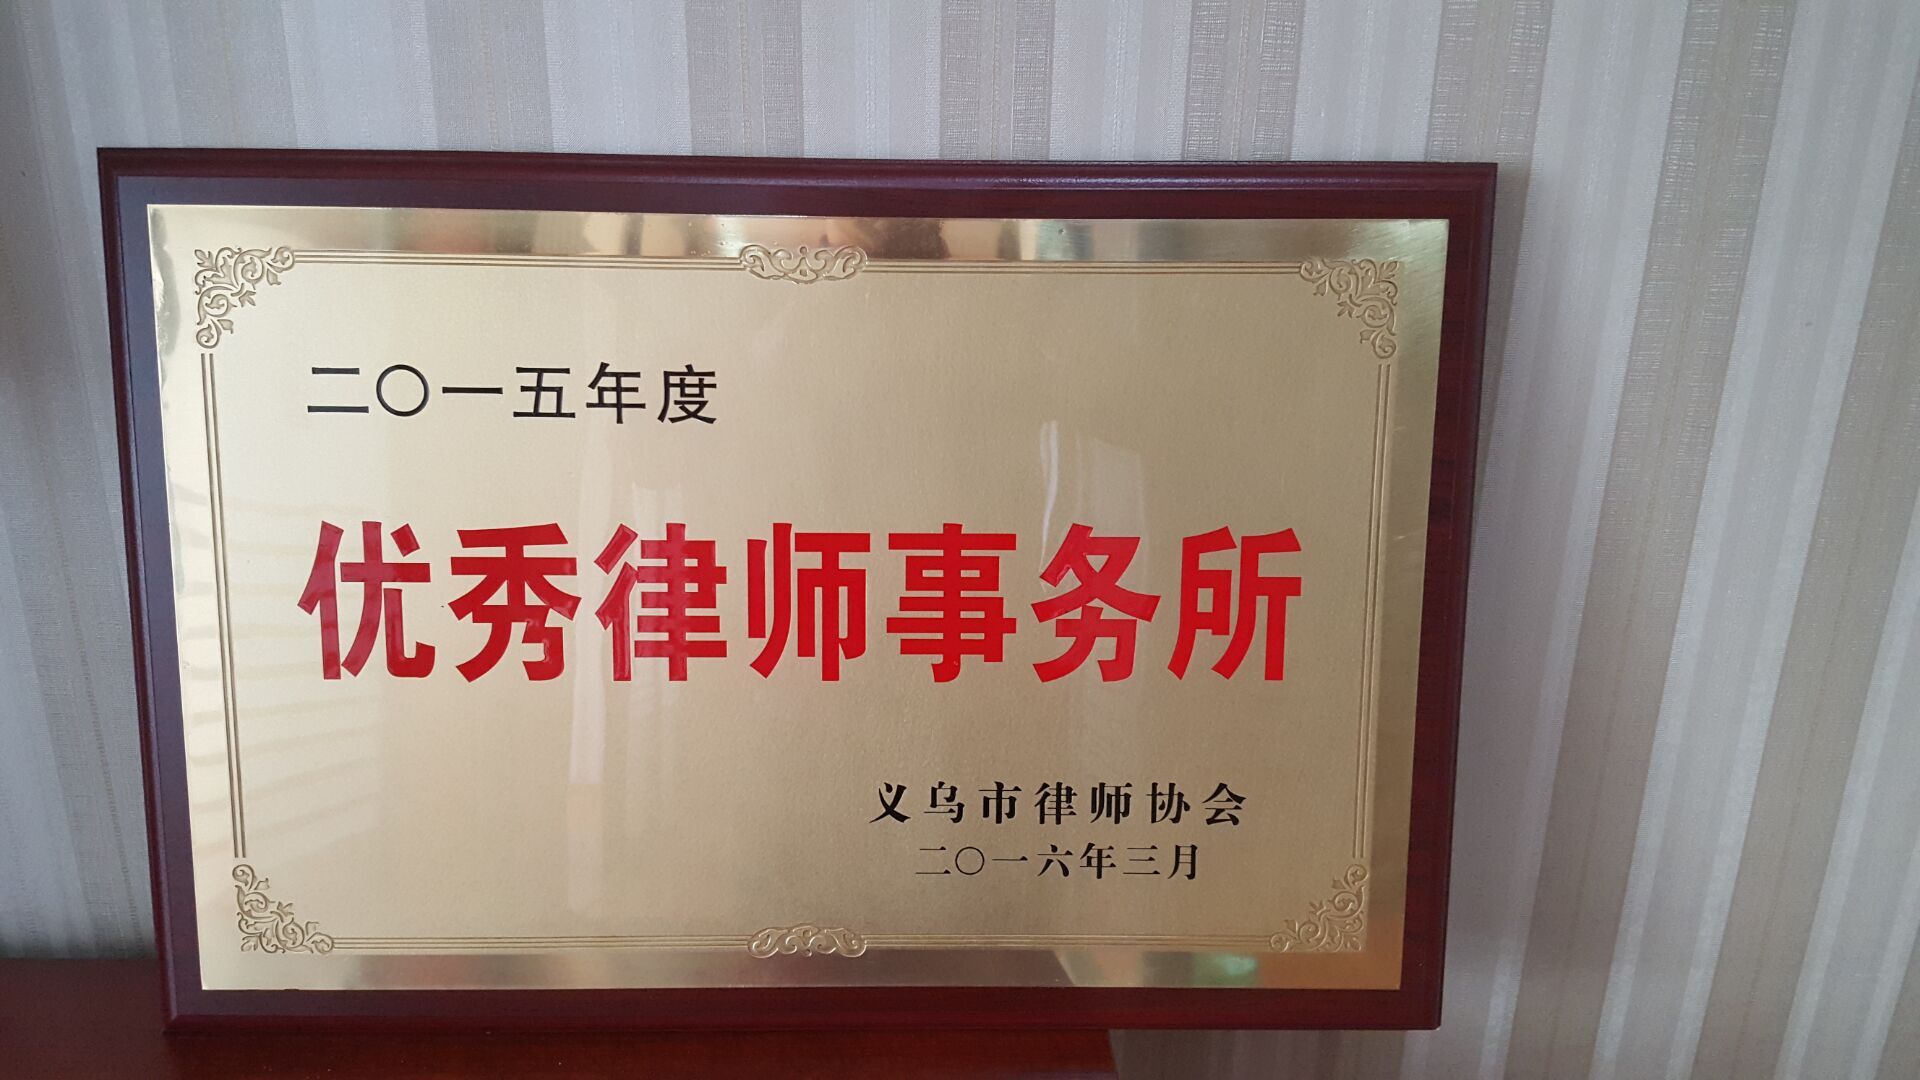 二〇一五年度
优秀律师事务所
义乌市律师协会
二〇一六年三月